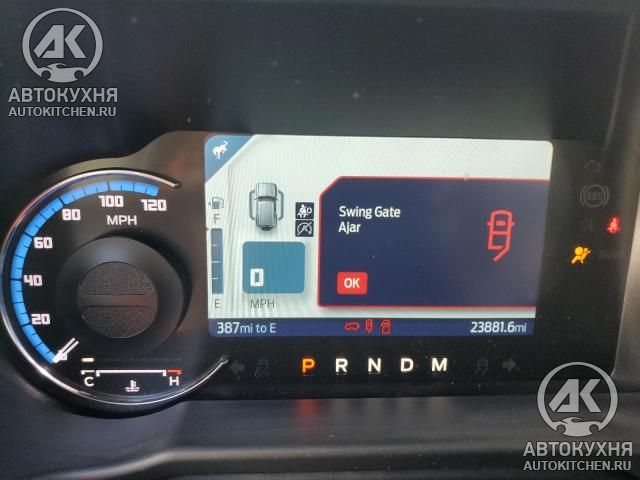 АК
АВТОКУХНЯ
AUTOKITCHEN.RU
20
40
60
80
100
120
MPH
C
H
F
E
0
MPH
Swing Gate
Ajar
OK
387mi to E
23881.6mi
P R N D M
ABS
АК
АВТОКУХНЯ
AUTOKITCHEN.RU